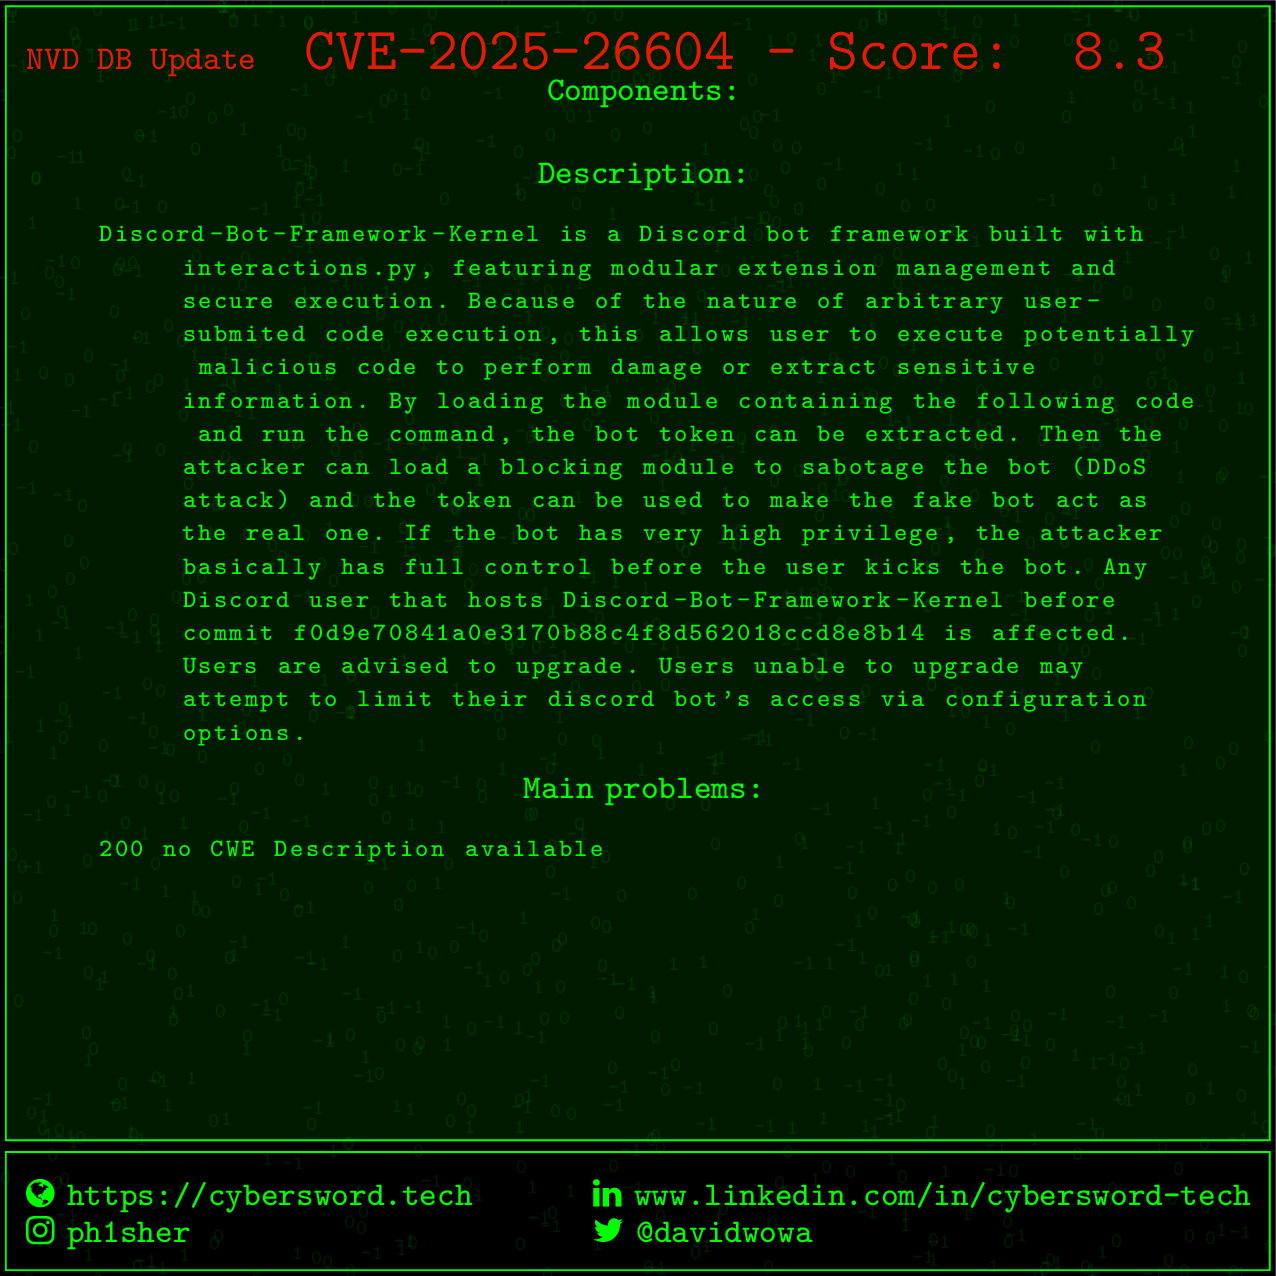 NVD DB Update CVE-2025-26604 - Score: 8.3
Components:
Description:
Discord-Bot-Framework-Kernel is a Discord bot framework built with
interactions.py, featuring modular extension management and
secure execution. Because of the nature of arbitrary user-
submited code execution, this allows user to execute potentially
malicious code to perform damage or extract sensitive
information. By loading the module containing the following code
and run the command, the bot token can be extracted. Then the
attacker can load a blocking module to sabotage the bot (DDoS
attack) and the token can be used to make the fake bot act as
the real one. If the bot has very high privilege, the attacker
basically has full control before the user kicks the bot. Any
Discord user that hosts Discord-Bot-Framework-Kernel before
commit f0d9e70841a0e3170b88c4f8d562018ccd8e8b14 is affected.
Users are advised to upgrade. Users unable to upgrade may
attempt to limit their discord bot's access via configuration
options.
Main problems:
200 no CWE Description available
https://cybersword.tech
www.linkedin.com/in/cybersword-tech
ph1sher
@davidwowa